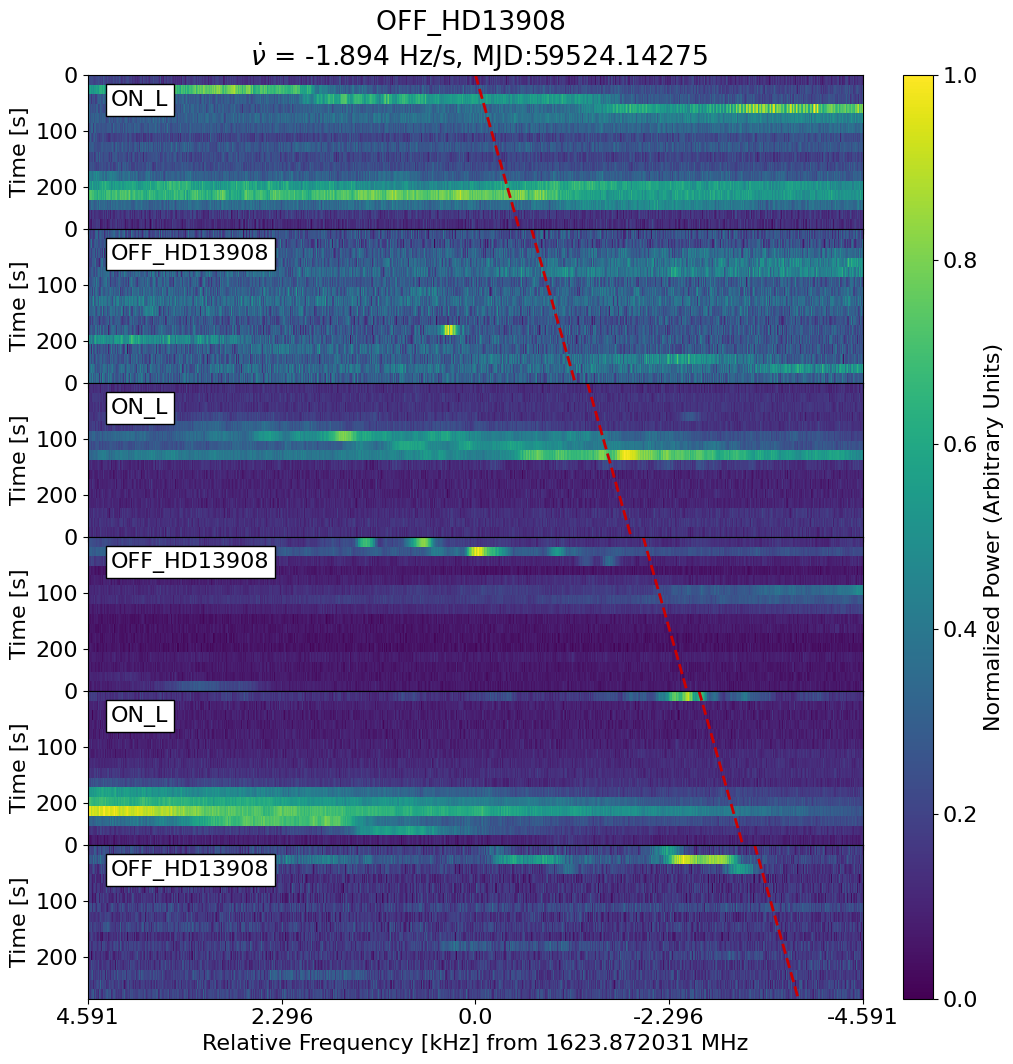 OFF_HD13908
ν̇ = -1.894 Hz/s, MJD:59524.14275
0
ON_L
100
200
Time [s]
0
OFF_HD13908
100
200
Time [s]
0
ON_L
100
200
Time [s]
0
OFF_HD13908
100
200
Time [s]
0
ON_L
100
200
Time [s]
0
OFF_HD13908
100
200
Time [s]
4.591 2.296 0.0 -2.296 -4.591
Relative Frequency [kHz] from 1623.872031 MHz
1.0
0.8
0.6
0.4
0.2
0.0
Normalized Power (Arbitrary Units)